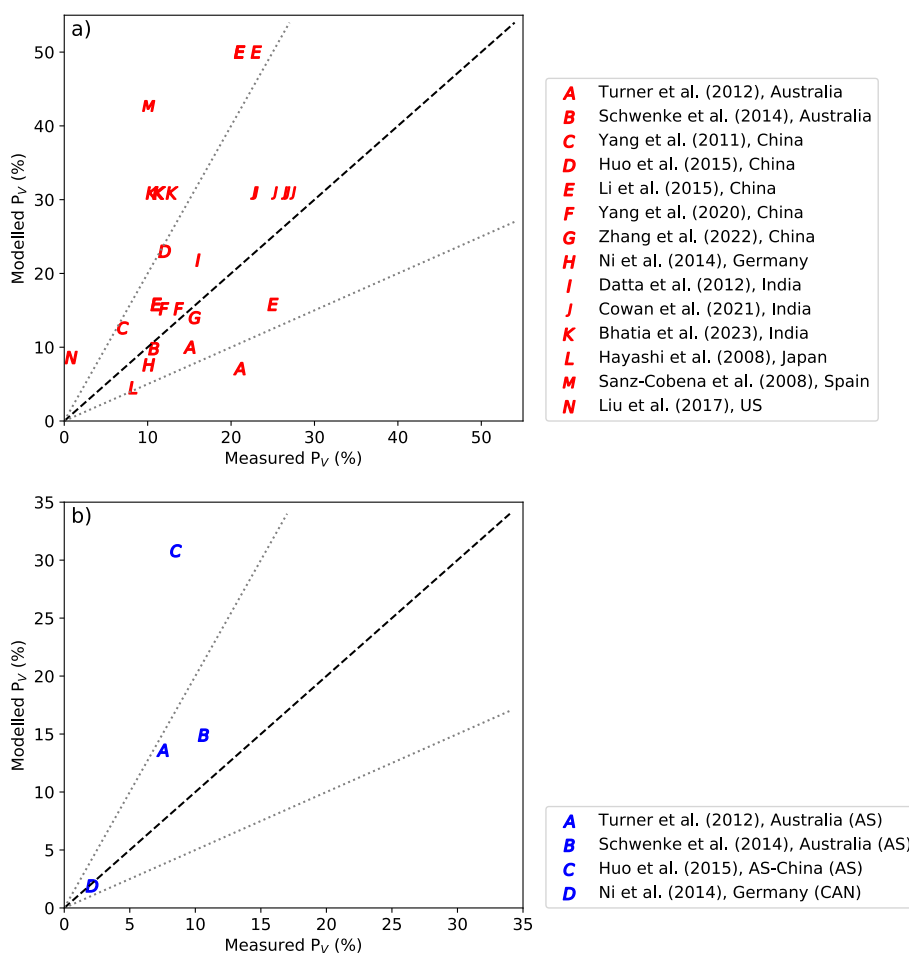 a)
50
40
30
20
10
0
Modelled P_V (%)
E E
M
K K K J J J J
D
I
E F F E
G
C
B A
N
H
A
L
0 10 20 30 40 50
Measured P_V (%)
A Turner et al. (2012), Australia
B Schwenke et al. (2014), Australia
C Yang et al. (2011), China
D Huo et al. (2015), China
E Li et al. (2015), China
F Yang et al. (2020), China
G Zhang et al. (2022), China
H Ni et al. (2014), Germany
I Datta et al. (2012), India
J Cowan et al. (2021), India
K Bhatia et al. (2023), India
L Hayashi et al. (2008), Japan
M Sanz-Cobena et al. (2008), Spain
N Liu et al. (2017), US
b)
35
30
25
20
15
10
5
0
Modelled P_V (%)
C
B
A
D
0 5 10 15 20 25 30 35
Measured P_V (%)
A Turner et al. (2012), Australia (AS)
B Schwenke et al. (2014), Australia (AS)
C Huo et al. (2015), AS-China (AS)
D Ni et al. (2014), Germany (CAN)